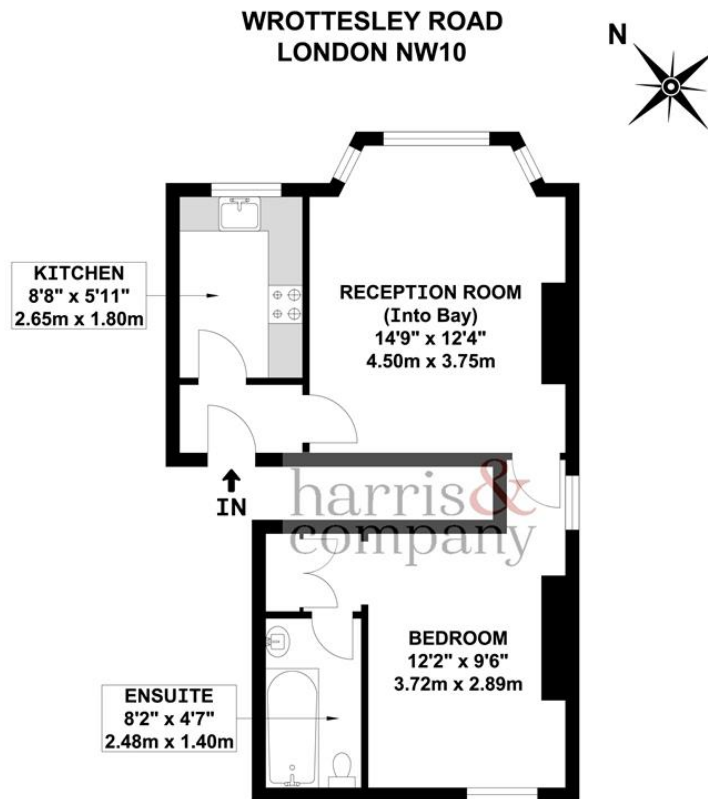 WROTTESLEY ROAD
LONDON NW10
N
KITCHEN
8'8" x 5'11"
2.65m x 1.80m
RECEPTION ROOM
(Into Bay)
14'9" x 12'4"
4.50m x 3.75m
IN
harris&
company
BEDROOM
12'2" x 9'6"
3.72m x 2.89m
ENSUITE
8'2" x 4'7"
2.48m x 1.40m